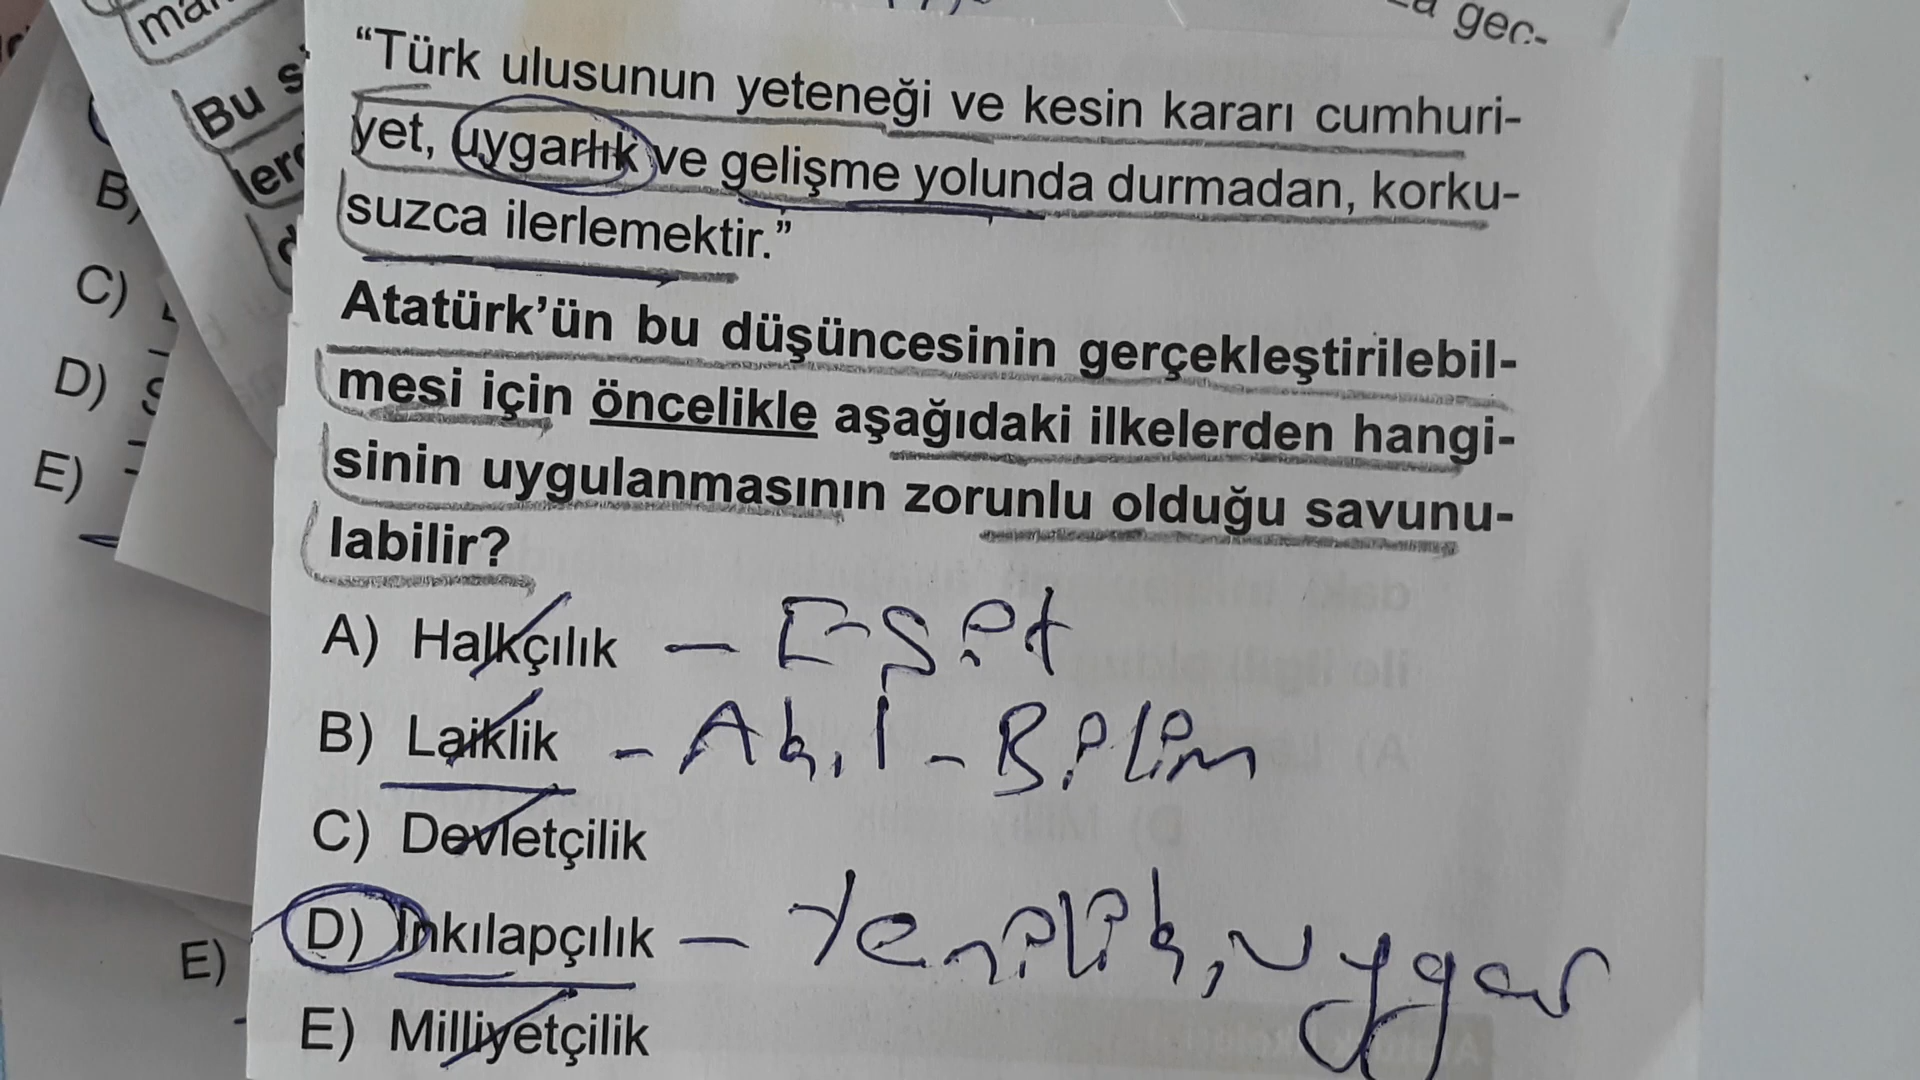 mar
Bu s
lerd
d
B)
C)
D) S
E)
E)
a geç-
“Türk ulusunun yeteneği ve kesin kararı cumhuri-
yet, uygarlık ve gelişme yolunda durmadan, korku-
suzca ilerlemektir.”
Atatürk’ün bu düşüncesinin gerçekleştirilebil-
mesi için öncelikle aşağıdaki ilkelerden hangi-
sinin uygulanmasının zorunlu olduğu savunu-
labilir?
A) Halkçılık – Eşit
B) Laiklik - Akıl - Bilim
C) Devletçilik
D) İnkılapçılık – Yenilik, uygar
E) Milliyetçilik